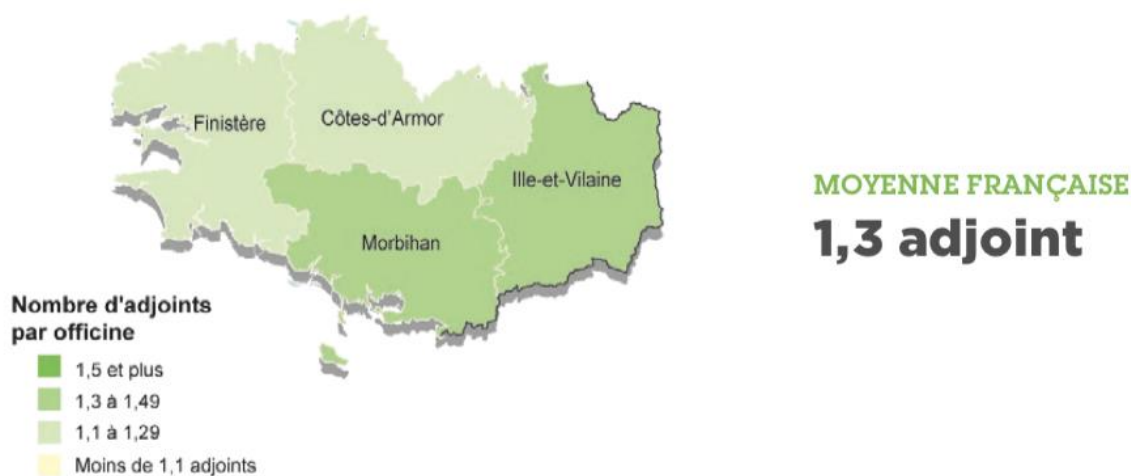 Finistère
Côtes-d'Armor
Ille-et-Vilaine
Morbihan
MOYENNE FRANÇAISE
1,3 adjoint
Nombre d'adjoints
par officine
1,5 et plus
1,3 à 1,49
1,1 à 1,29
Moins de 1,1 adjoints